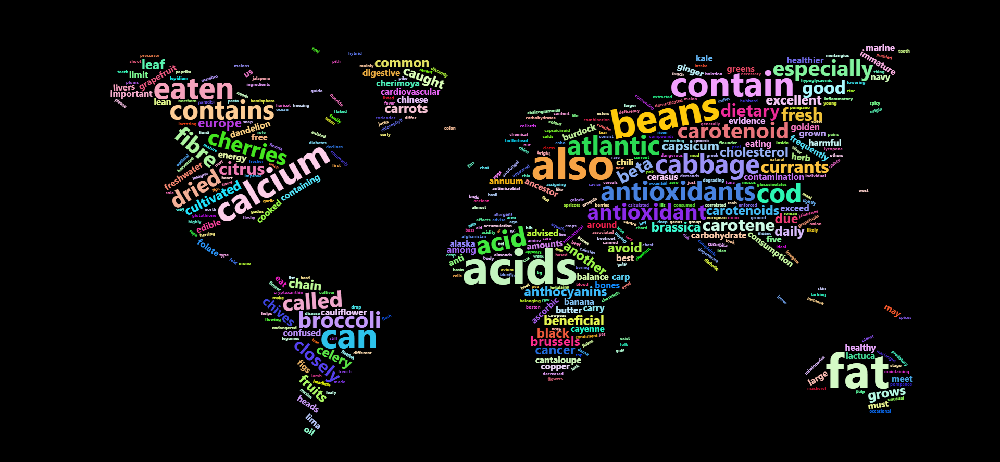 precursor
shoot
leaf
teeth
limit
grapefruit
paprika
plums
lepidium
livers
important
eaten
marshes
melons
us
jalapeno
ingredients
please
lean
northern
paradisi
pasta
needs
hemisphere
haricot
freezing
ocean
contains
lactating
europe
snap
dandelion
lionâ
role
free
existed
diabetes
declines
fibre
mature
cherries
florida
commonly
first
energy
optimal
harvested
next
fresher
since
citrus
calcium
freshwater
lasagne
heart
improve
twice
tips
sole
dried
cultivated
containing
way
north
garlic
cooked
glutathione
gadus
fleshy
highly
edible
rapa
herring
folate
type
fold
mono
tiny
hybrid
pith
guide
fluoride
flaked
family
taken
mainly
common
digestive
caught
recent
distantly
pike
cherimoya
cardiovascular
listed
chinese
fever
carrots
coriander
differ
jacks
chlorophyll
early
colon
list
hard
eat
flower
chain
cryptoxanthin
cultivar
make
called
drop
chives
helps
disease
cauliflower
flowing
broccoli
flesh
endangered
confused
can
legumes
less
still
closely
celery
flatfish
different
figs
french
lamb
fruits
headless
made
maxim
leafy
heads
lima
oil
marine
tooth
merlangius
podded
immature
kale
healthier
intake
ginger
greens
especially
thing
much
isolation
necessary
navy
contain
hypoglycaemic
lowering
good
zinc
extracted
consuming
domesticated
melon
indies
hubbard
excellent
inflammatory
young
spicy
origin
larger
deficiency
beans
dietary
pompano
fresh
swiss
chalcogrammus
content
life
esters
carbohydrates
combination
evidence
collards
colour
burdock
coughs
generally
carotenoid
golden
capsaicinoid
tear
risen
grown
pains
chemical
colds
consist
compounds
butterhead
coho
exceeding
generic
flounder
eating
inside
frequently
harmful
nut
clams
atlantic
capsicum
peel
silver
lycopene
china
bright
rare
current
dangerous
mud
greek
cholesterol
herb
others
fats
choi
also
chili
new
beta
cabbage
natural
currants
oblate
eggs
antifungal
appeared
chia
pak
cerasus
demands
contamination
individual
annuum
ancestor
assigning
caviar
cereals
essential
zero
just
degrading
tuna
mucus
glucosinolates
antimicrobial
like
antioxidants
cod
meal
west
buds
basil
fast
calorie
lightly
ancient
apricots
arugula
berries
calculated
ills
consumed
correlated
raab
enforced
almost
antioxidant
carotenoids
exceed
roman
jalapenos
allergens
affects
advise
area
european
room
ground
due
grapefruits
asia
accumulation
ago
bib
aquatic
crops
around
centre
key
deep
genus
group
onion
bass
aid
acidity
à
bc
advised
lieu
antibacterial
associated
lose
chard
brassica
carotene
means
daily
likely
afghanistan
acid
amino
care
boron
beetroot
buying
loss
risk
carbohydrate
alaska
eel
amounts
beef
canned
chest
complaints
took
consumption
five
among
calories
avoid
cucurbita
ideal
crop
anti
body
almonds
appears
eels
another
chestnut
degenerate
idea
imagine
cos
cress
based
best
diabetic
basin
acids
avium
bluefin
kg
bering
help
cells
balance
carp
beet
pea
betalains
blood
bones
eyed
anthocyanins
belonging
raw
banana
chestnuts
boston
ascorbic
butter
carry
cowpeas
beneficial
note
black
cayenne
condiment
yet
exist
brussels
flakes
folk
cancer
dense
top
gulf
cantaloupe
copper
lack
decreased
flowers
skin
lower
lacking
instance
may
spices
oldest
healthy
missionaries
lactuca
merlangus
predatory
large
fat
stage
maintaining
meet
mackerel
pulp
pompanos
grows
must
unusual
occasional